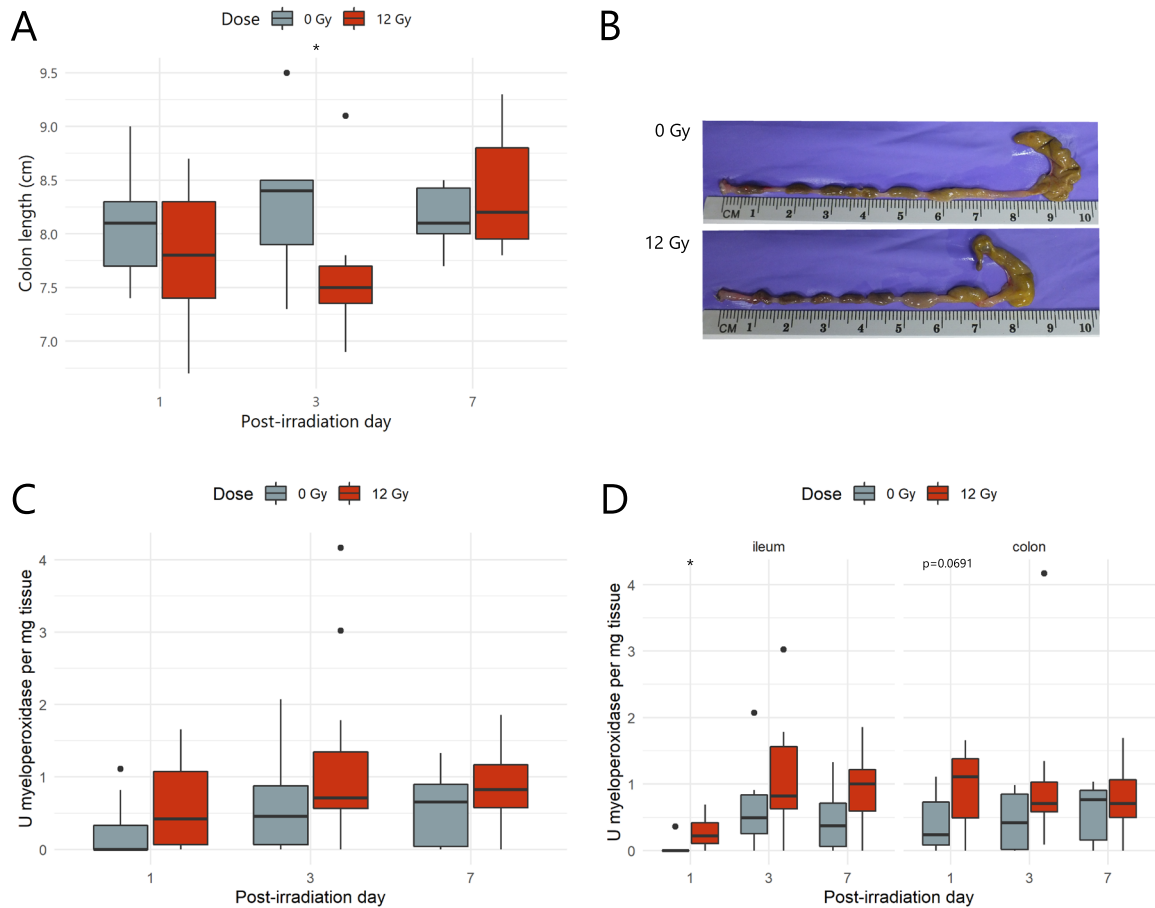 A
Dose 0 Gy 12 Gy
*
9.5
9.0
8.5
8.0
7.5
7.0
Colon length (cm)
1 3 7
Post-irradiation day
B
0 Gy
CM 1 2 3 4 5 6 7 8 9 10
12 Gy
CM 1 2 3 4 5 6 7 8 9 10
C
Dose 0 Gy 12 Gy
4
3
2
1
0
U myeloperoxidase per mg tissue
1 3 7
Post-irradiation day
D
Dose 0 Gy 12 Gy
ileum colon
* p=0.0691
4
3
2
1
0
U myeloperoxidase per mg tissue
1 3 7 1 3 7
Post-irradiation day